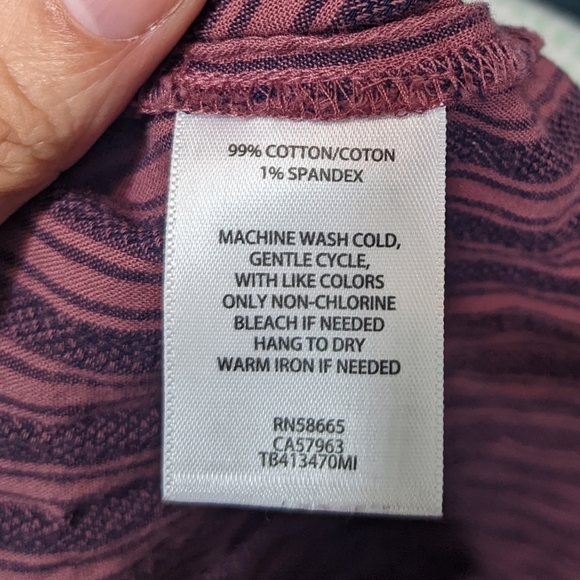 99% COTTON/COTON
1% SPANDEX
MACHINE WASH COLD,
GENTLE CYCLE,
WITH LIKE COLORS
ONLY NON-CHLORINE
BLEACH IF NEEDED
HANG TO DRY
WARM IRON IF NEEDED
RN58665
CA57963
TB413470MI